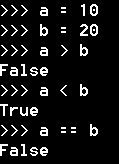 >>> a = 10
>>> b = 20
>>> a > b
False
>>> a < b
True
>>> a == b
False